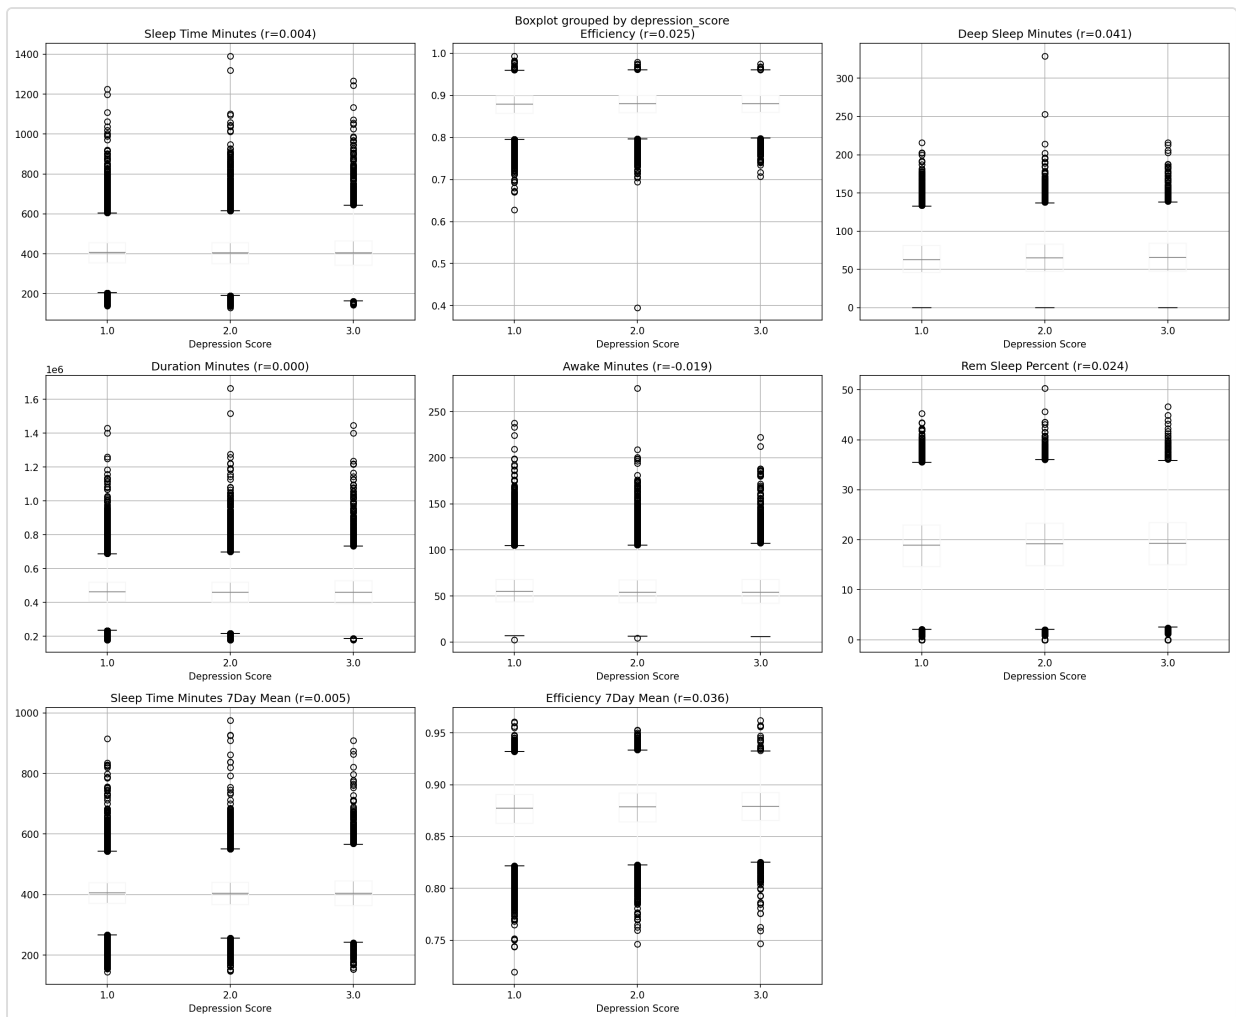 Boxplot grouped by depression_score
Sleep Time Minutes (r=0.004)
1400
1200
1000
800
600
400
200
1.0 2.0 3.0
Depression Score
Efficiency (r=0.025)
1.0
0.9
0.8
0.7
0.6
0.5
0.4
1.0 2.0 3.0
Depression Score
Deep Sleep Minutes (r=0.041)
300
250
200
150
100
50
0
1.0 2.0 3.0
Depression Score
Duration Minutes (r=0.000)
1e6
1.6
1.4
1.2
1.0
0.8
0.6
0.4
0.2
1.0 2.0 3.0
Depression Score
Awake Minutes (r=-0.019)
250
200
150
100
50
0
1.0 2.0 3.0
Depression Score
Rem Sleep Percent (r=0.024)
50
40
30
20
10
0
1.0 2.0 3.0
Depression Score
Sleep Time Minutes 7Day Mean (r=0.005)
1000
800
600
400
200
1.0 2.0 3.0
Depression Score
Efficiency 7Day Mean (r=0.036)
0.95
0.90
0.85
0.80
0.75
1.0 2.0 3.0
Depression Score